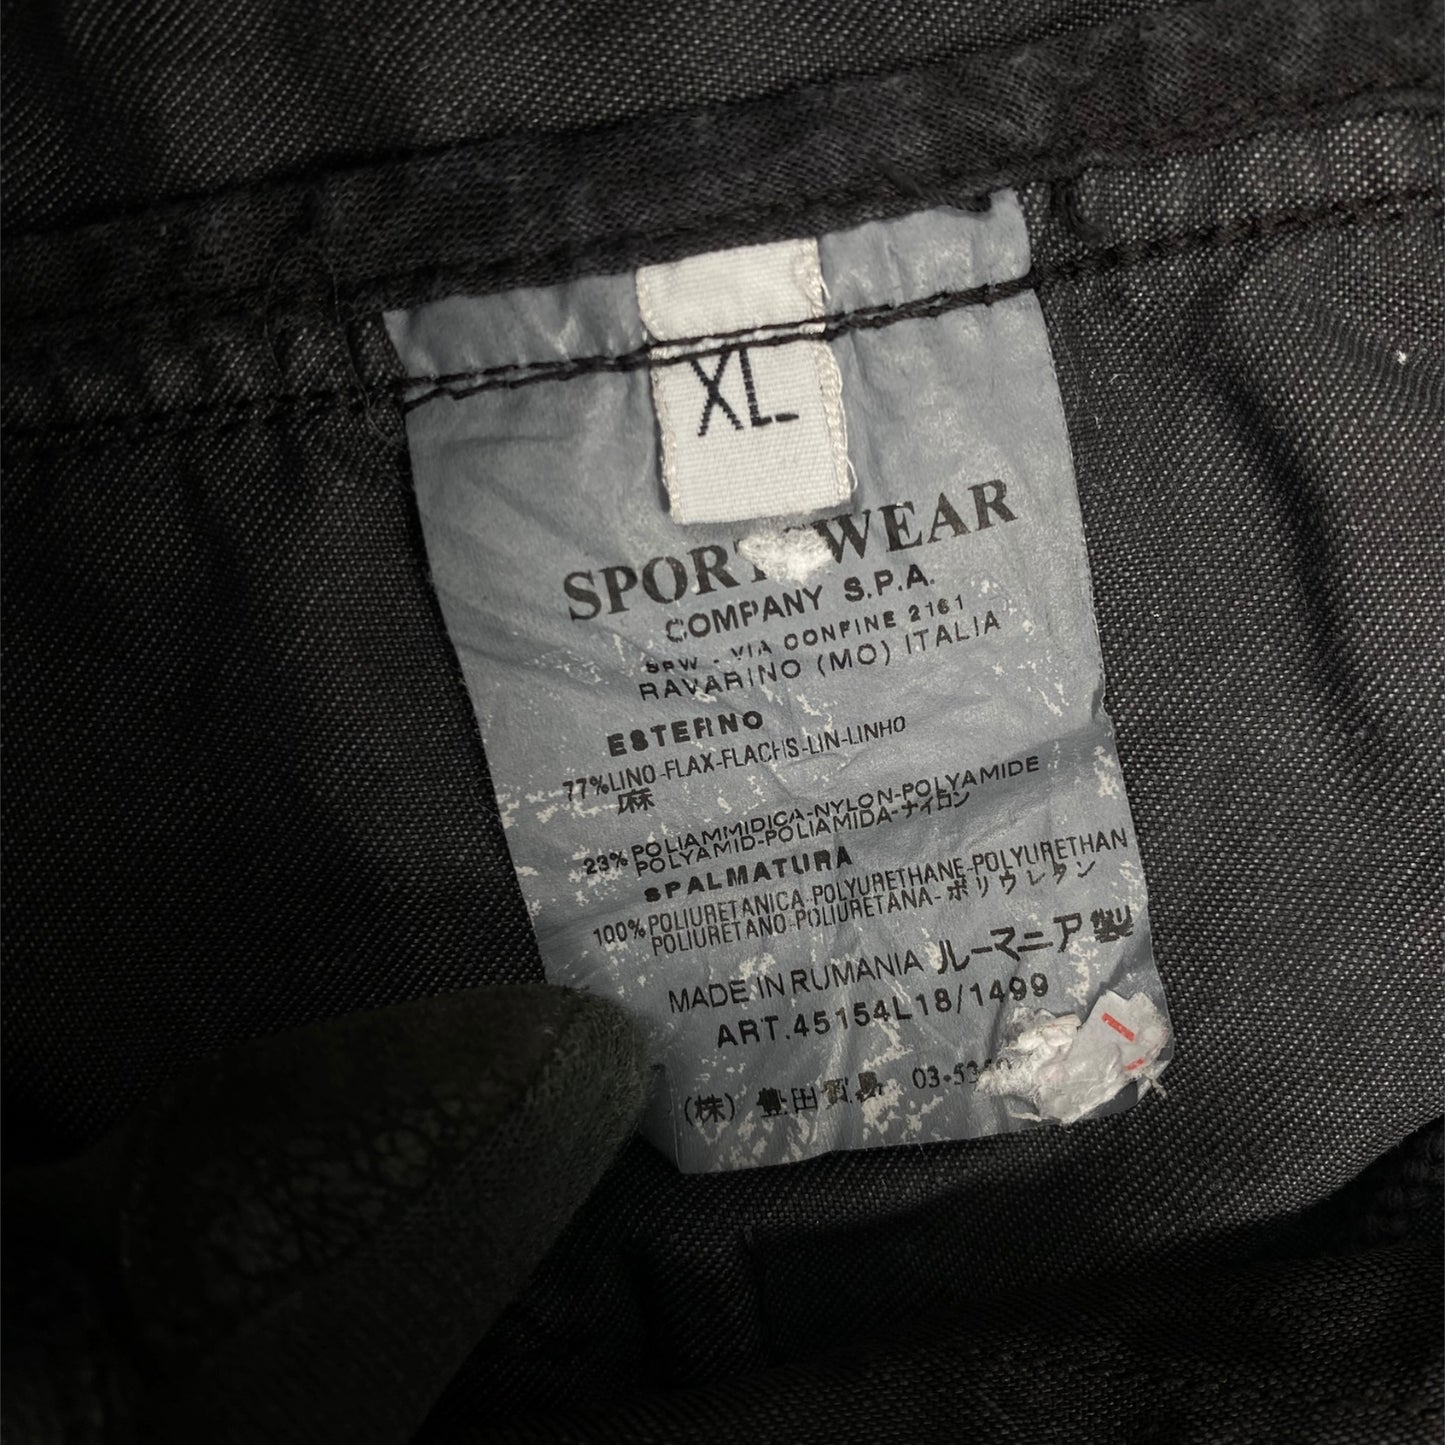 XL
SPORTSWEAR
COMPANY S.P.A.
SPW - VIA CONFINE 2161
RAVARINO (MO) ITALIA
ESTERNO
77%LINO-FLAX-FLACHS-LIN-LINHO
麻
23% POLIAMMIDICA-NYLON-POLYAMIDE
POLYAMID-POLIAMIDA-ナイロン
SPALMATURA
100%POLIURETANICA-POLYURETHANE-POLYURETHAN
POLIURETANO-POLIURETANA-ポリウレタン
MADE IN RUMANIA ルーマニア製
ART.45154L18/1499
(株) 豊田貿易 03-53